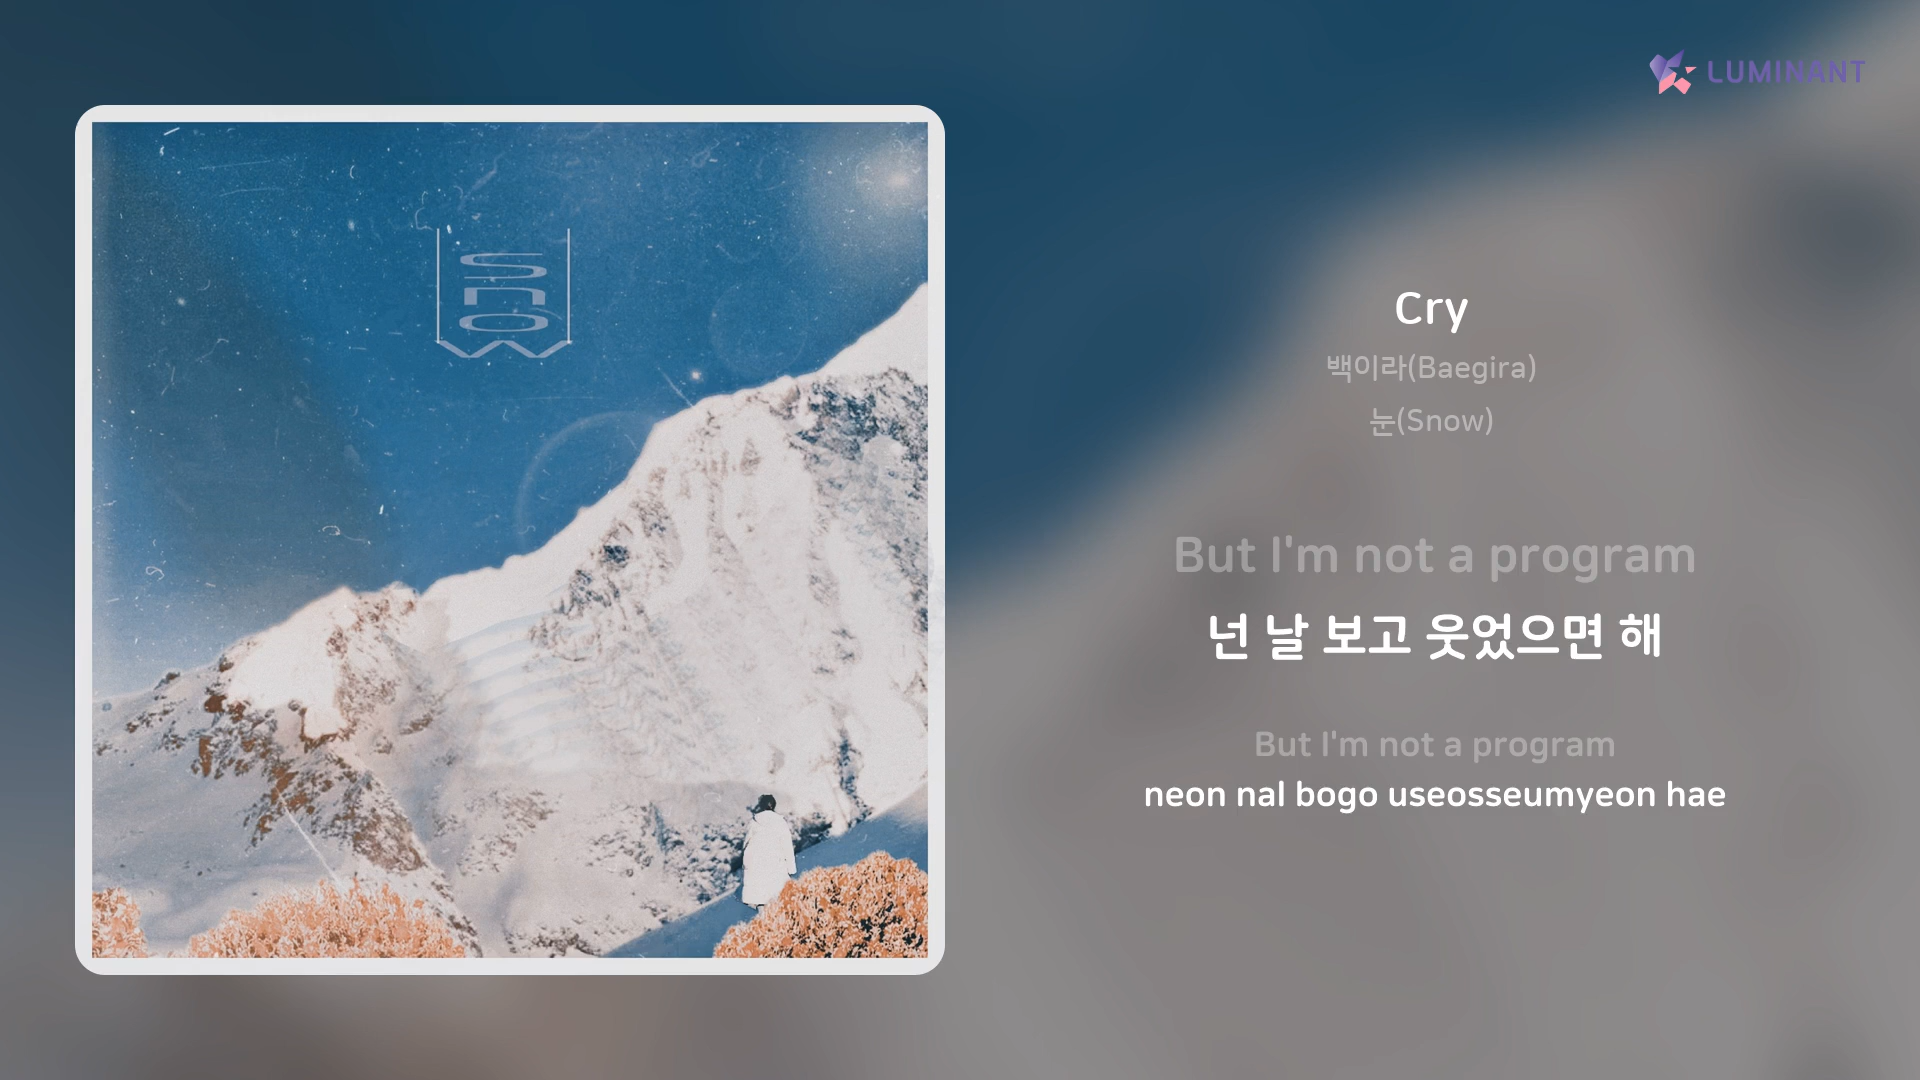 LUMINANT
snow
Cry
백이라(Baegira)
눈(Snow)
But I'm not a program
넌 날 보고 웃었으면 해
But I'm not a program
neon nal bogo useosseumyeon hae